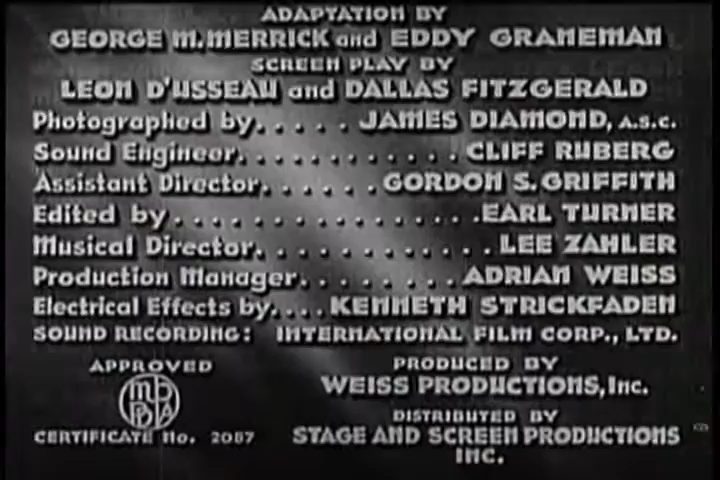 ADAPTATION BY
GEORGE M. MERRICK and EDDY GRANEMAN
SCREEN PLAY BY
LEON D'USSEAU and DALLAS FITZGERALD
Photographed by. . . . . JAMES DIAMOND, A.S.C.
Sound Engineer. . . . . . . . . . . . CLIFF RUBERG
Assistant Director. . . . . . GORDON S. GRIFFITH
Edited by . . . . . . . . . . . . . . . . EARL TURNER
Musical Director. . . . . . . . . . . . LEE ZAHLER
Production Manager. . . . . . . . ADRIAN WEISS
Electrical Effects by. . . . KENNETH STRICKFADEN
SOUND RECORDING: INTERNATIONAL FILM CORP., LTD.
APPROVED
MPPDA
CERTIFICATE No. 2087
PRODUCED BY
WEISS PRODUCTIONS, Inc.
DISTRIBUTED BY
STAGE AND SCREEN PRODUCTIONS
INC.